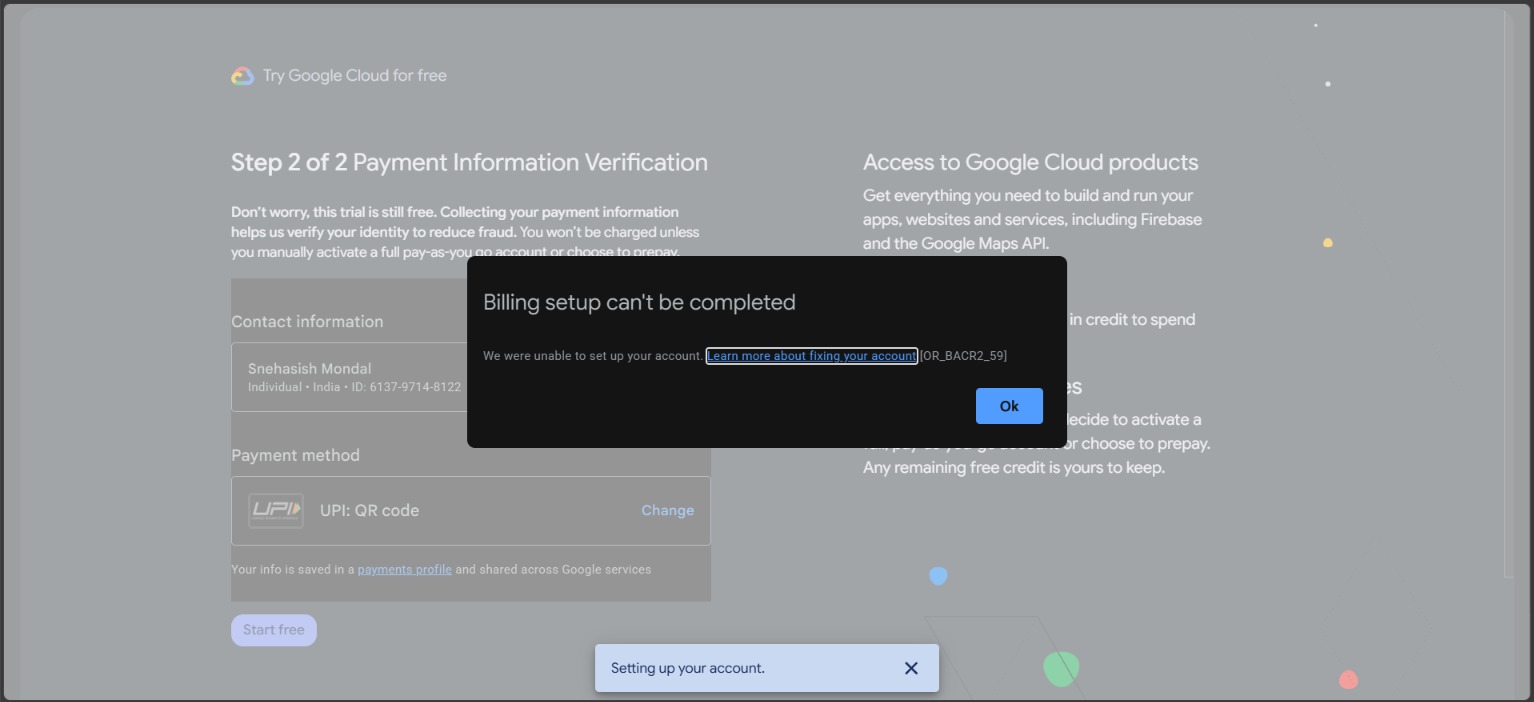 Try Google Cloud for free
Step 2 of 2 Payment Information Verification
Don't worry, this trial is still free. Collecting your payment information
helps us verify your identity to reduce fraud. You won't be charged unless
you manually activate a full pay-as-you go account or choose to prepay.
Contact information
Snehasish Mondal
Individual • India • ID: 6137-9714-8122
Payment method
UPI
UPI: QR code
Change
Your info is saved in a payments profile and shared across Google services
Start free
Access to Google Cloud products
Get everything you need to build and run your
apps, websites and services, including Firebase
and the Google Maps API.
in credit to spend
decide to activate a
or choose to prepay.
Any remaining free credit is yours to keep.
Billing setup can't be completed
We were unable to set up your account. Learn more about fixing your account [OR_BACR2_59]
Ok
Setting up your account.